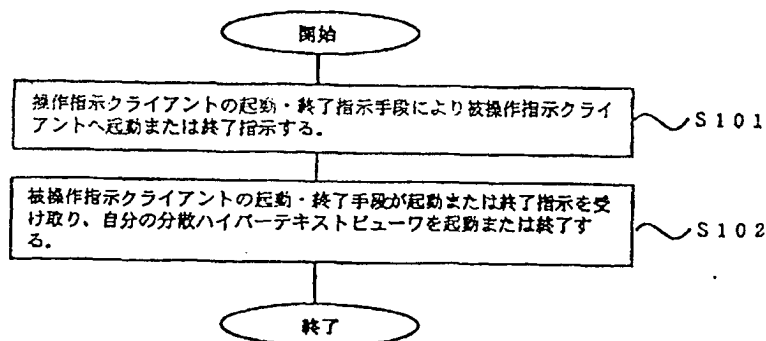 開始
操作指示クライアントの起動・終了指示手段により被操作指示クライ
アントへ起動または終了指示する。
S101
被操作指示クライアントの起動・終了手段が起動または終了指示を受
け取り、自分の分散ハイパーテキストビューワを起動または終了す
る。
S102
終了